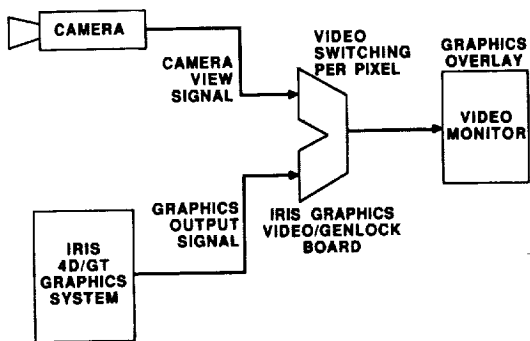 CAMERA
CAMERA
VIEW
SIGNAL
VIDEO
SWITCHING
PER PIXEL
GRAPHICS
OVERLAY
VIDEO
MONITOR
GRAPHICS
OUTPUT
SIGNAL
IRIS GRAPHICS
VIDEO/GENLOCK
BOARD
IRIS
4D/GT
GRAPHICS
SYSTEM